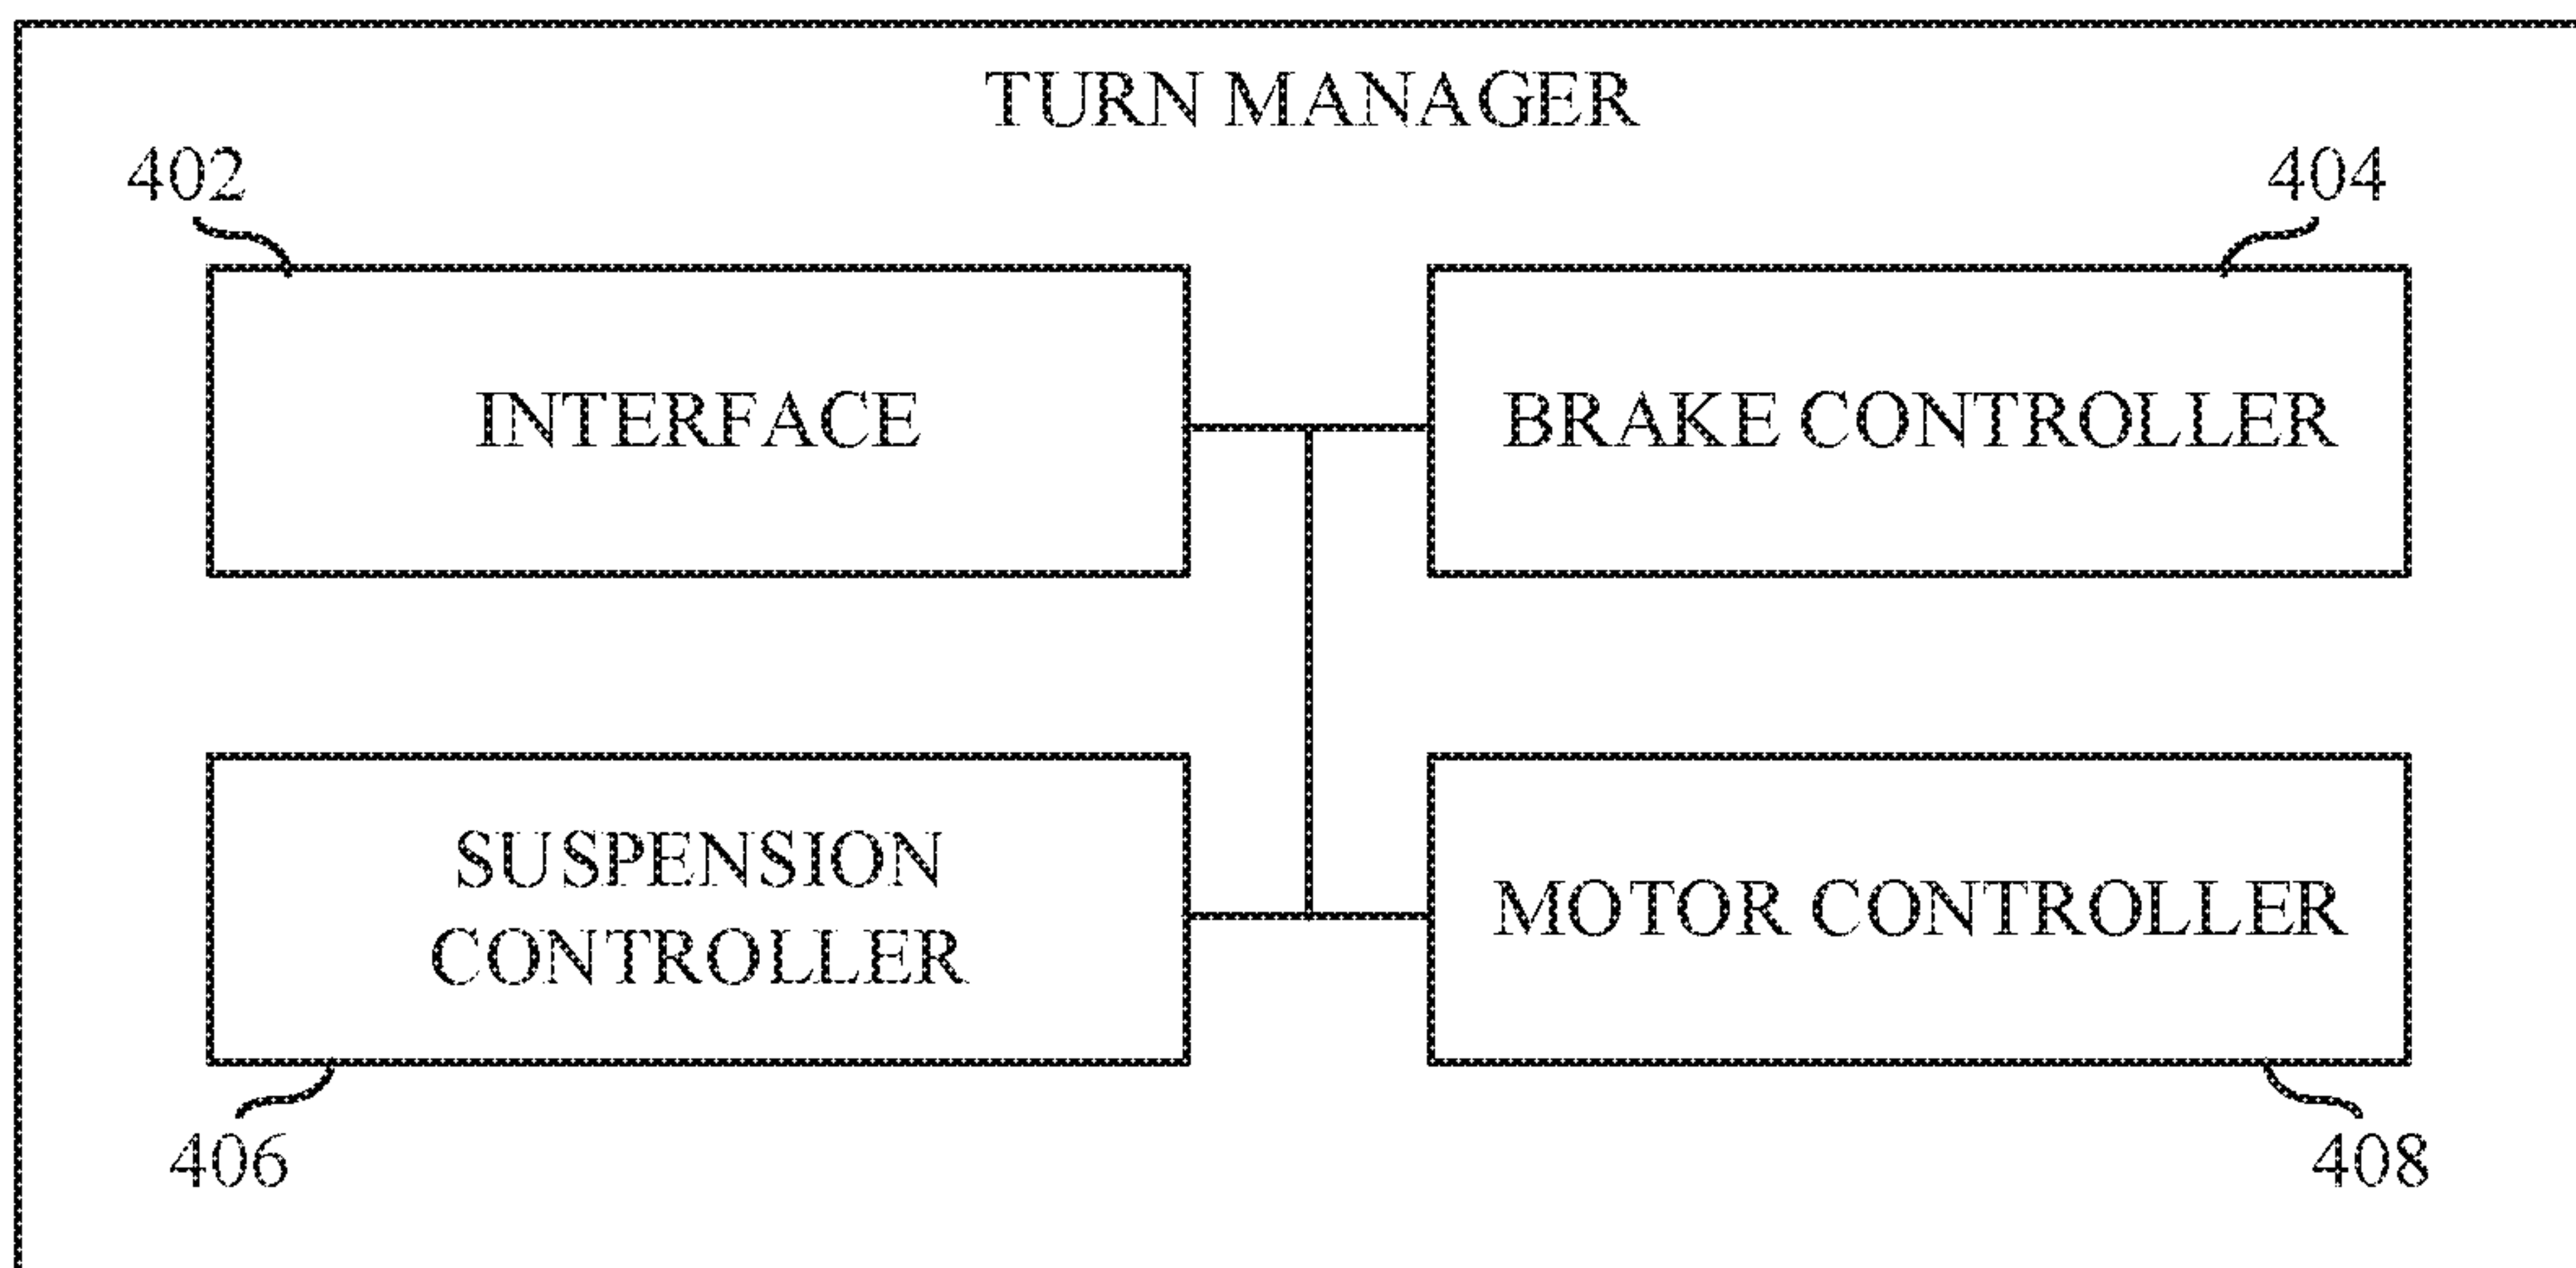 TURN MANAGER
402
404
INTERFACE
BRAKE CONTROLLER
SUSPENSION
CONTROLLER
MOTOR CONTROLLER
406
408